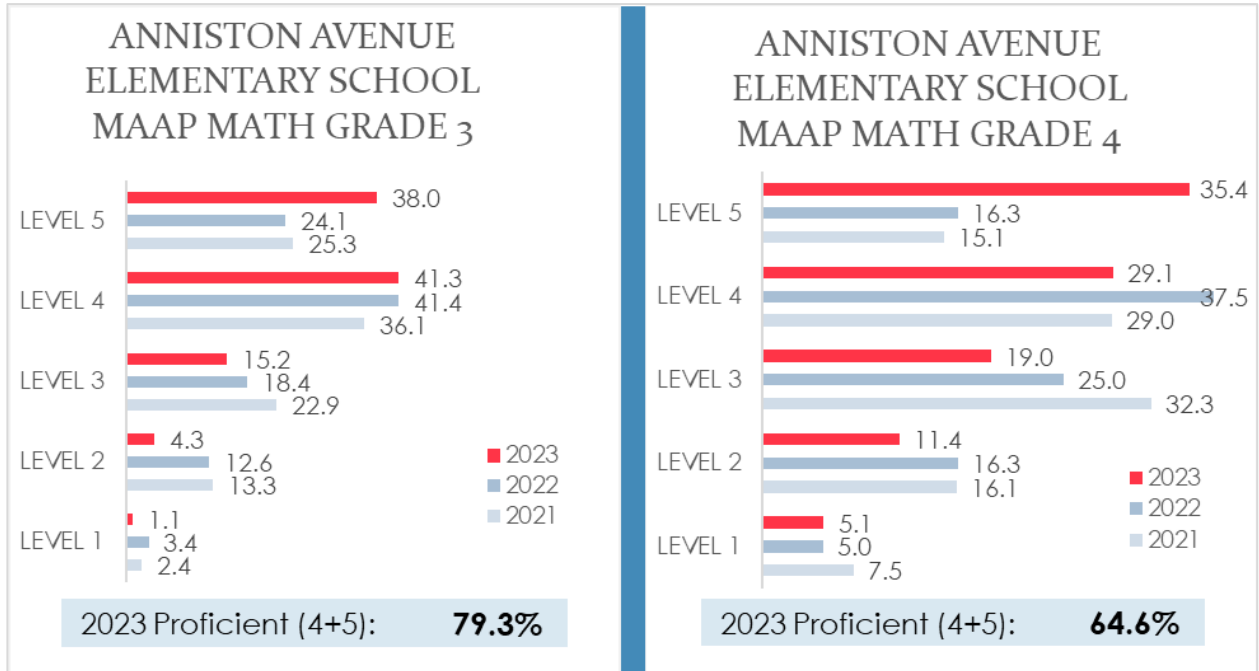 ANNISTON AVENUE
ELEMENTARY SCHOOL
MAAP MATH GRADE 3
LEVEL 5
38.0
24.1
25.3
LEVEL 4
41.3
41.4
36.1
LEVEL 3
15.2
18.4
22.9
LEVEL 2
4.3
12.6
13.3
LEVEL 1
1.1
3.4
2.4
2023
2022
2021
2023 Proficient (4+5): 79.3%
ANNISTON AVENUE
ELEMENTARY SCHOOL
MAAP MATH GRADE 4
LEVEL 5
35.4
16.3
15.1
LEVEL 4
29.1
37.5
29.0
LEVEL 3
19.0
25.0
32.3
LEVEL 2
11.4
16.3
16.1
LEVEL 1
5.1
5.0
7.5
2023
2022
2021
2023 Proficient (4+5): 64.6%